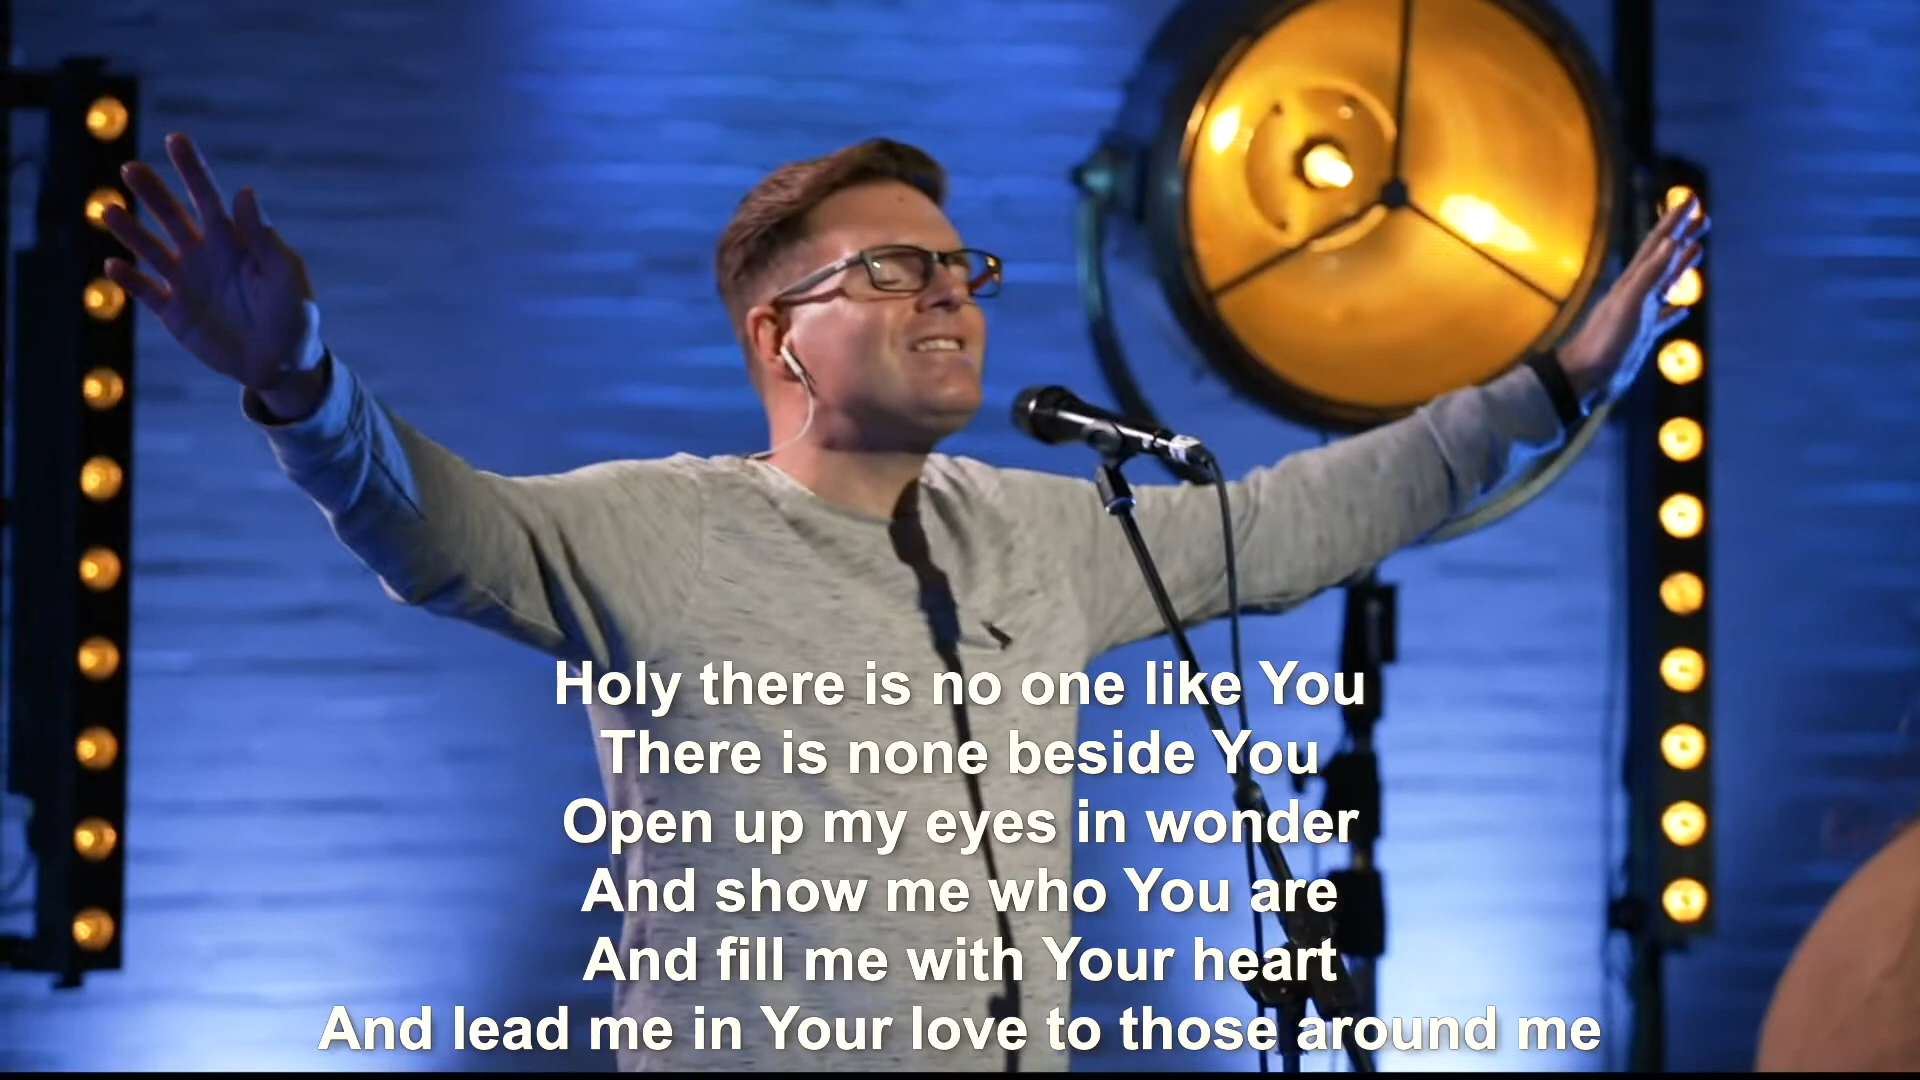 Holy there is no one like You
There is none beside You
Open up my eyes in wonder
And show me who You are
And fill me with Your heart
And lead me in Your love to those around me